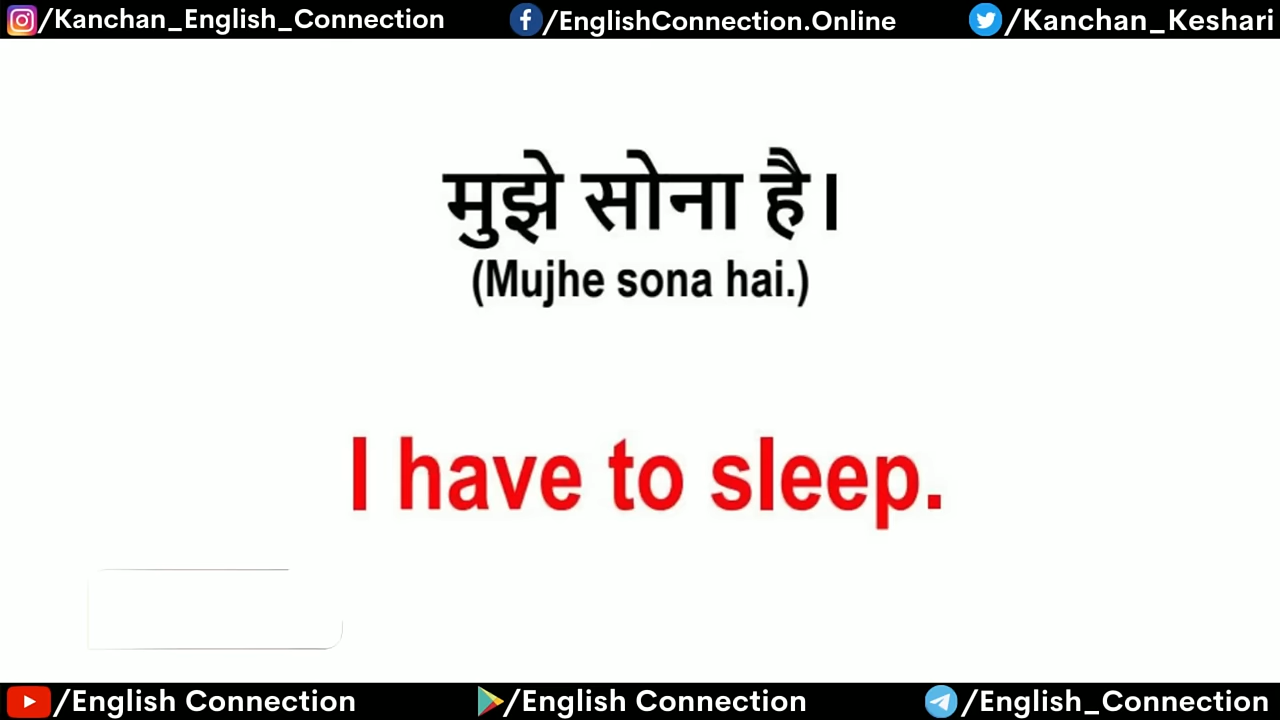 /Kanchan_English_Connection /EnglishConnection.Online /Kanchan_Keshari
मुझे सोना है।
(Mujhe sona hai.)
I have to sleep.
/English Connection /English Connection /English_Connection